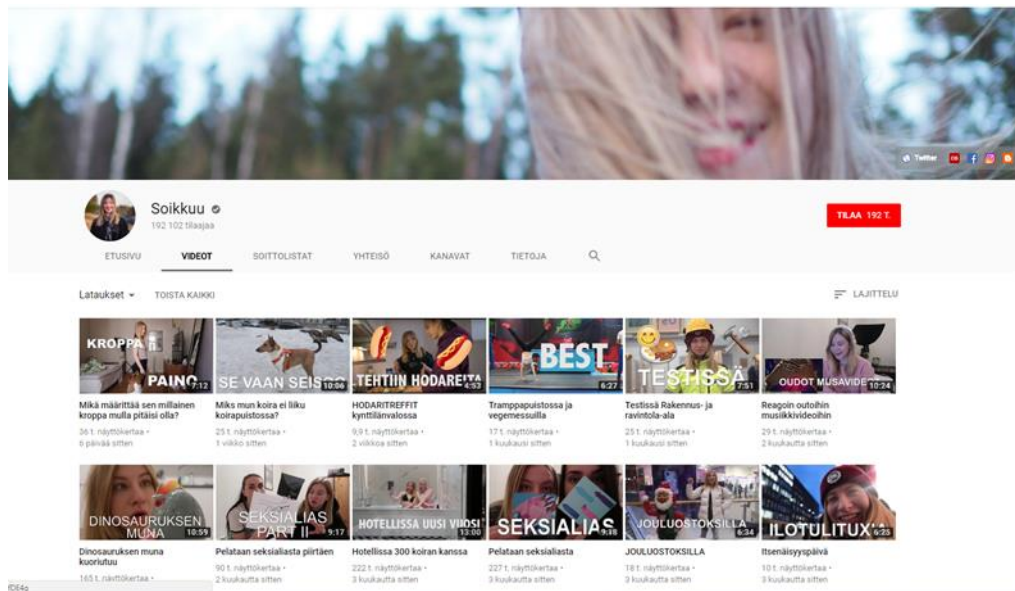 Twitter
Soikkuu
192 102 tilaajaa
TILAA 192 T.
ETUSIVU VIDEOT SOITTOLISTAT YHTEISÖ KANAVAT TIETOJA
Lataukset TOISTA KAIKKI LAJITTELU
KROPPA
PAINO 7:12
SE VAAN SEISOO 10:06
TEHTIIN HODAREITA 4:53
BEST 6:27
TESTISSÄ 7:51
OUDOT MUSAVIDEO 10:24
Mikä määrittää sen millainen
kroppa mulla pitäisi olla?
36 t. näyttökertaa •
6 päivää sitten
Miks mun koira ei liiku
koirapuistossa?
25 t. näyttökertaa •
1 viikko sitten
HODARITREFFIT
kynttilänvalossa
9,9 t. näyttökertaa •
2 viikkoa sitten
Tramppapuistossa ja
vegemessuilla
17 t. näyttökertaa •
1 kuukausi sitten
Testissä Rakennus- ja
ravintola-ala
25 t. näyttökertaa •
1 kuukausi sitten
Reagoin outoihin
musiikkivideoihin
29 t. näyttökertaa •
2 kuukautta sitten
DINOSAURUKSEN
MUNA 10:59
SEKSIALIAS
PART II 9:17
HOTELLISSA UUSI VUOSI 13:00
SEKSIALIAS 9:18
JOULUOSTOKSILLA 6:34
ILOTULITUX 6:25
Dinosauruksen muna
kuoriutuu
165 t. näyttökertaa •
Pelataan seksialiasta piirtäen
90 t. näyttökertaa •
2 kuukautta sitten
Hotellissa 300 koiran kanssa
222 t. näyttökertaa •
3 kuukautta sitten
Pelataan seksialiasta
227 t. näyttökertaa •
3 kuukautta sitten
JOULUOSTOKSILLA
18 t. näyttökertaa •
3 kuukautta sitten
Itsenäisyyspäivä
10 t. näyttökertaa •
3 kuukautta sitten